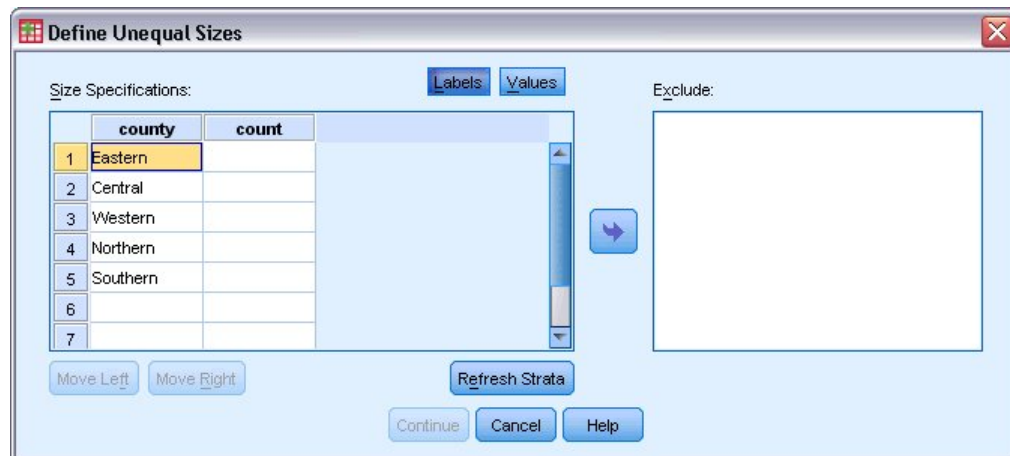 Define Unequal Sizes
Size Specifications:
Labels Values
Exclude:
county count
1 Eastern
2 Central
3 Western
4 Northern
5 Southern
6
7
Move Left Move Right Refresh Strata
Continue Cancel Help